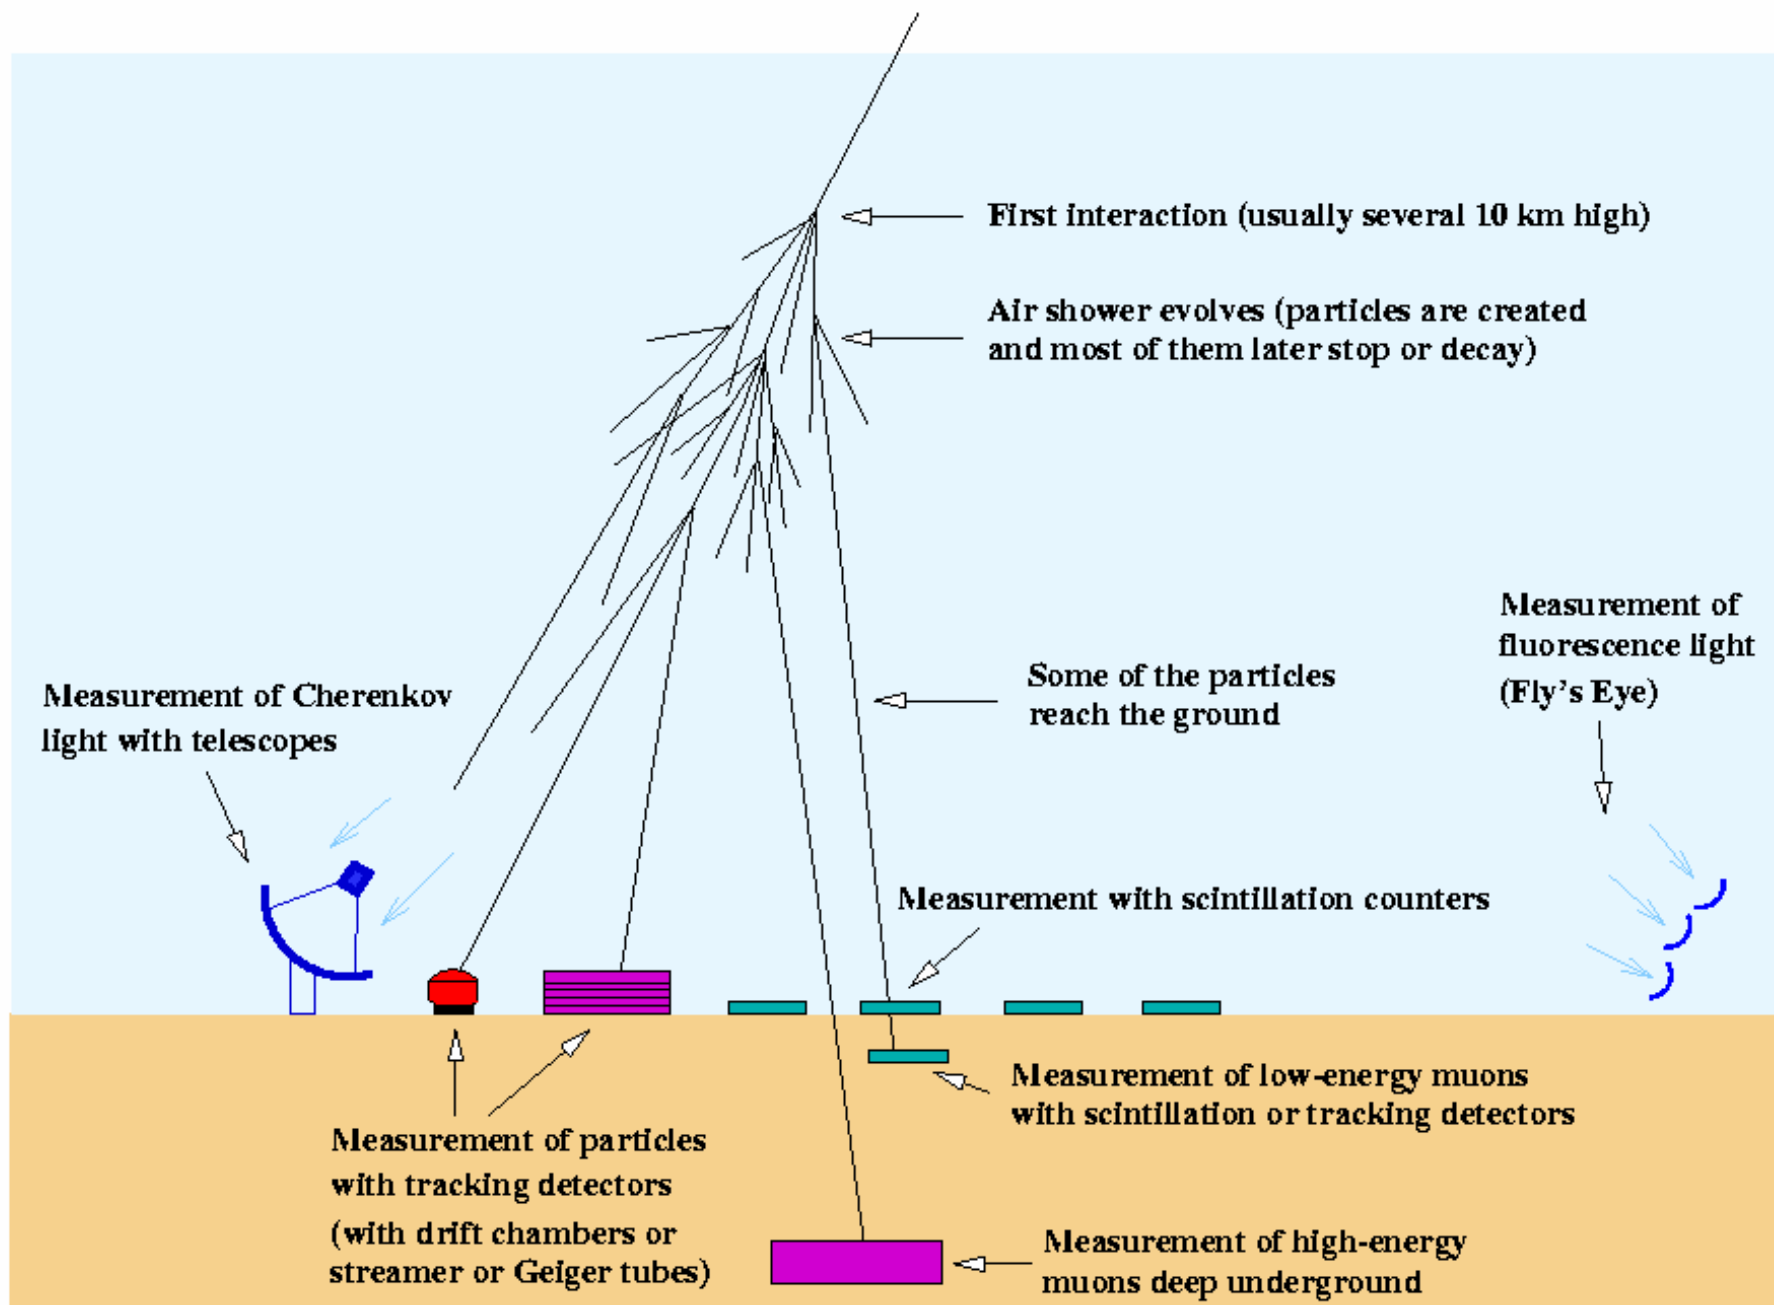 First interaction (usually several 10 km high)
Air shower evolves (particles are created
and most of them later stop or decay)
Measurement of
fluorescence light
(Fly's Eye)
Some of the particles
reach the ground
Measurement of Cherenkov
light with telescopes
Measurement with scintillation counters
Measurement of low-energy muons
with scintillation or tracking detectors
Measurement of particles
with tracking detectors
(with drift chambers or
streamer or Geiger tubes)
Measurement of high-energy
muons deep underground